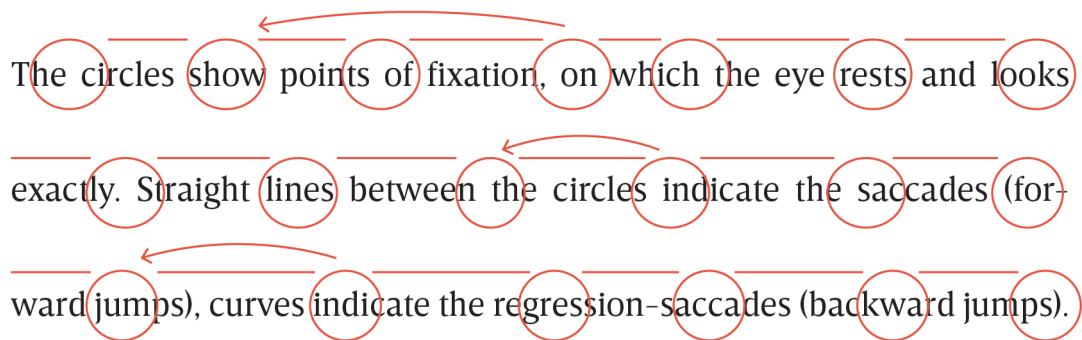 The circles show points of fixation, on which the eye rests and looks
exactly. Straight lines between the circles indicate the saccades (for-
ward jumps), curves indicate the regression-saccades (backward jumps).